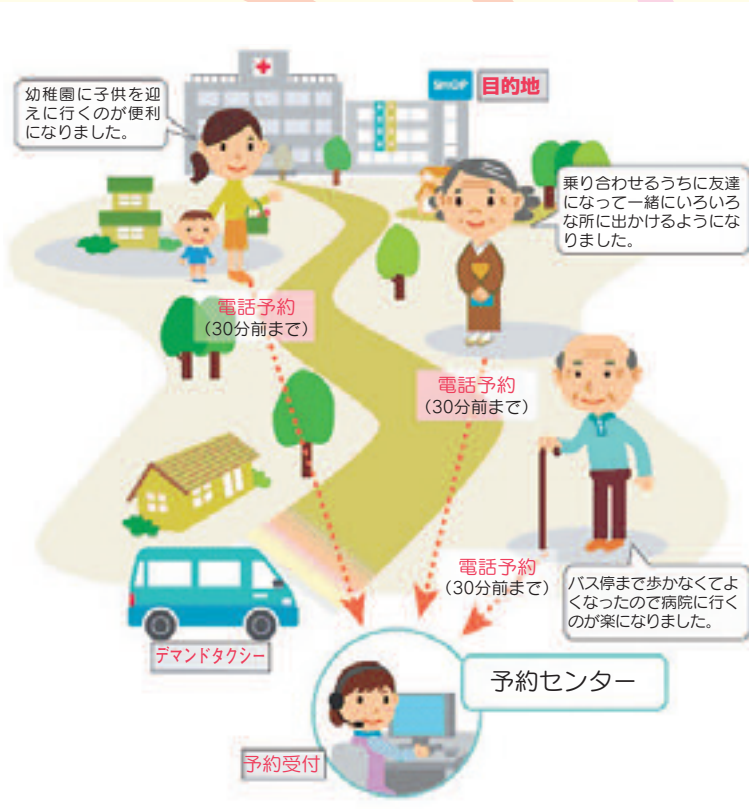 SHOP
目的地
幼稚園に子供を迎
えに行くのが便利
になりました。
乗り合わせるうちに友達
になって一緒にいろいろ
な所に出かけるようにな
りました。
電話予約
（30分前まで）
電話予約
（30分前まで）
電話予約
（30分前まで）
バス停まで歩かなくてよ
くなったので病院に行く
のが楽になりました。
デマンドタクシー
予約センター
予約受付